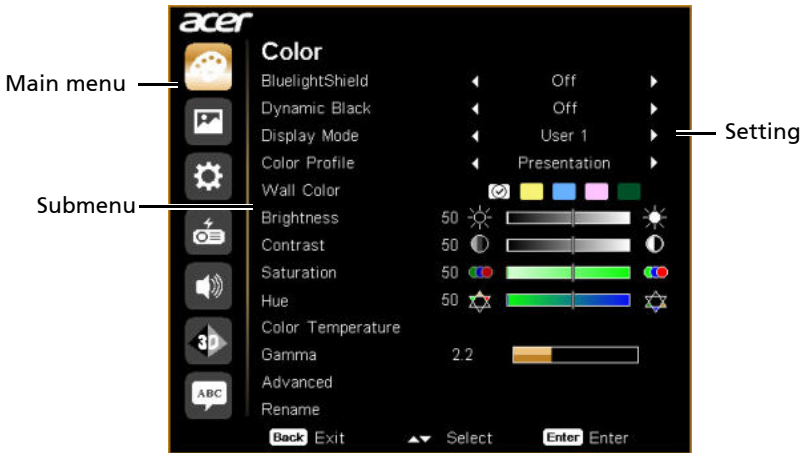 acer
Color
BluelightShield Off
Dynamic Black Off
Display Mode User 1
Color Profile Presentation
Wall Color
Brightness 50
Contrast 50
Saturation 50
Hue 50
Color Temperature
Gamma 2.2
Advanced
Rename
Back Exit Select Enter Enter
3D
ABC
Main menu
Submenu
Setting